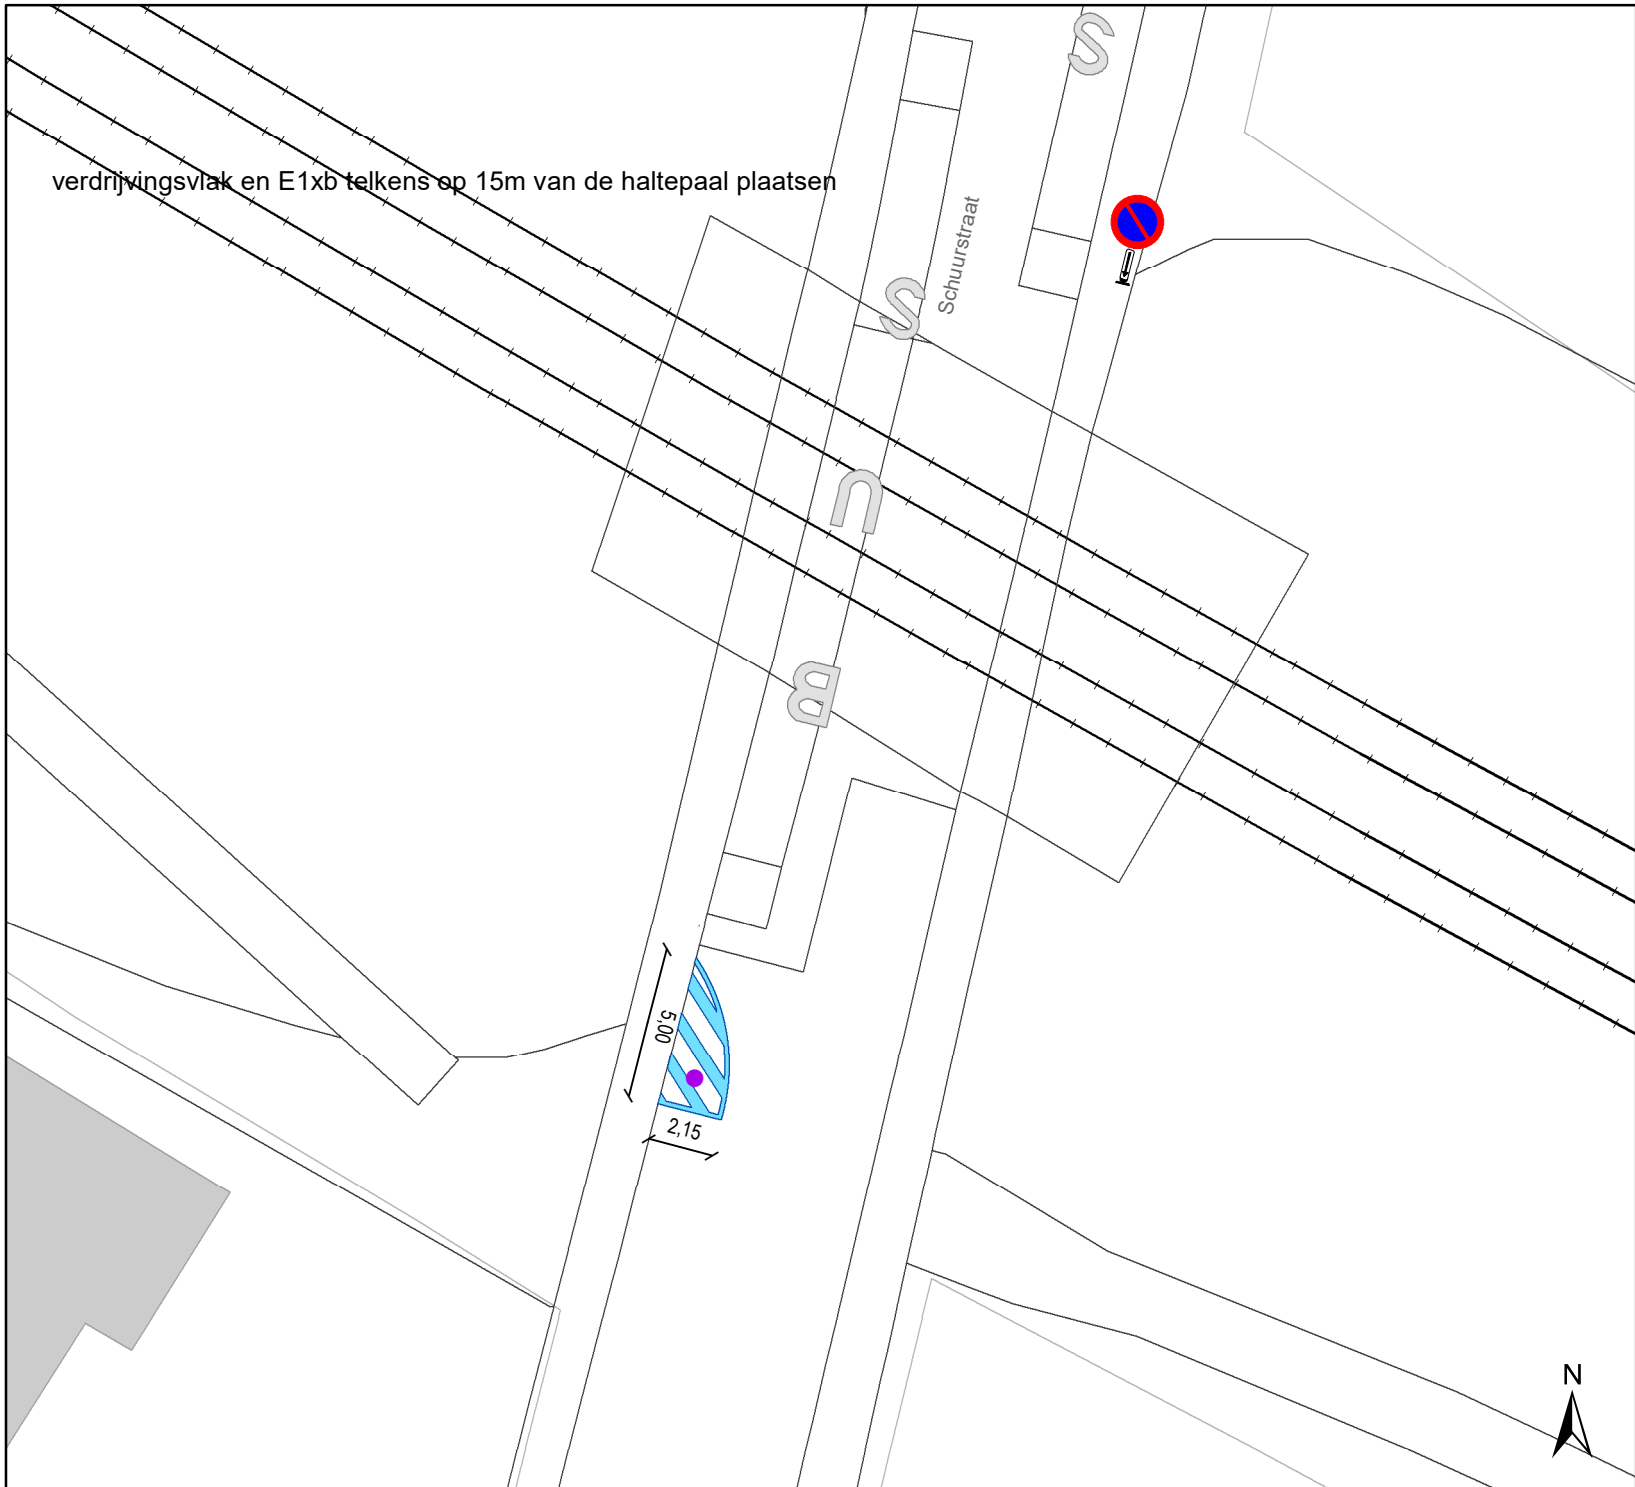 S
verdrijvingsvlak en E1xb telkens op 15m van de haltepaal plaatsen
Schuurstraat
S
U
B
5,00
2,15
N